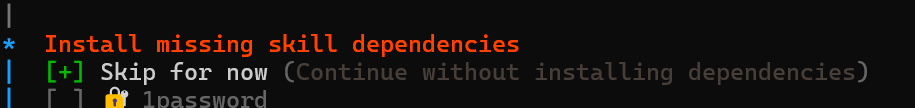 * Install missing skill dependencies
[+] Skip for now (Continue without installing dependencies)
[ ] 🔐 1password